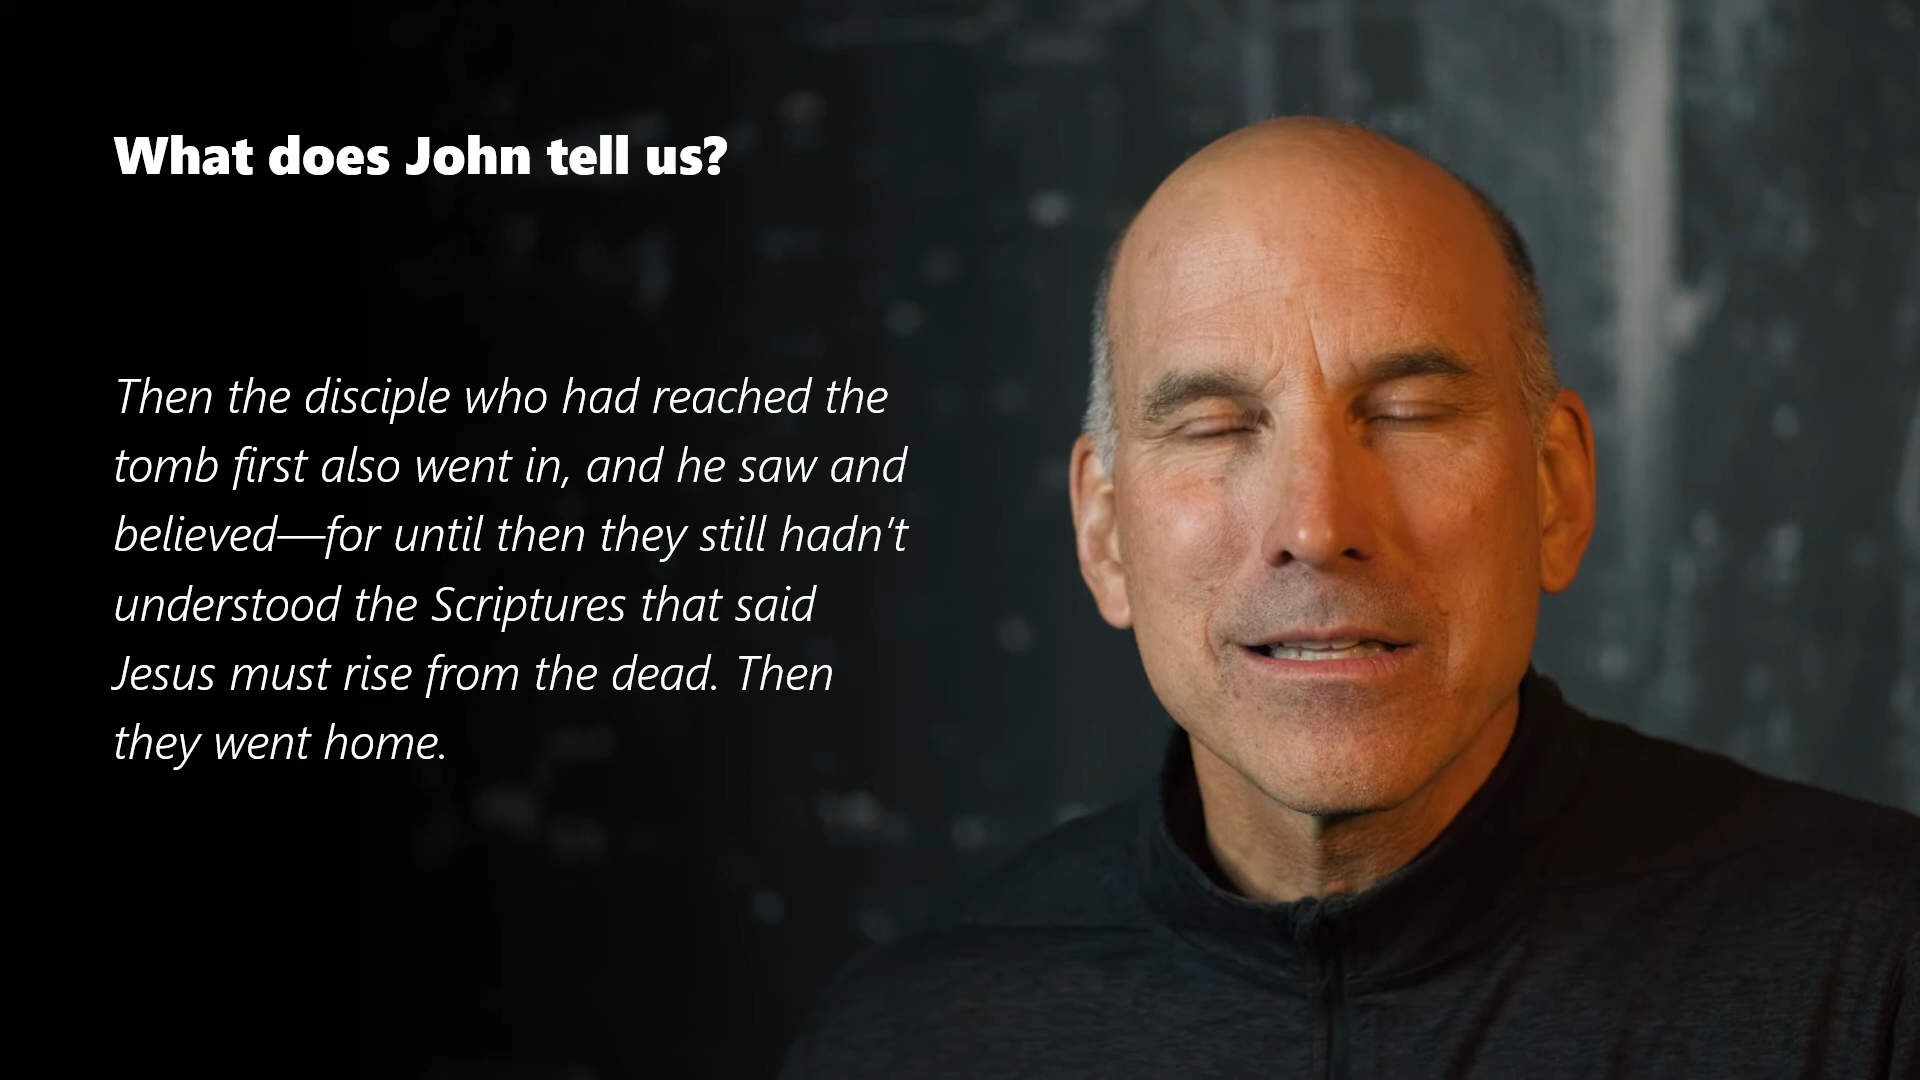 What does John tell us?
Then the disciple who had reached the
tomb first also went in, and he saw and
believed—for until then they still hadn't
understood the Scriptures that said
Jesus must rise from the dead. Then
they went home.